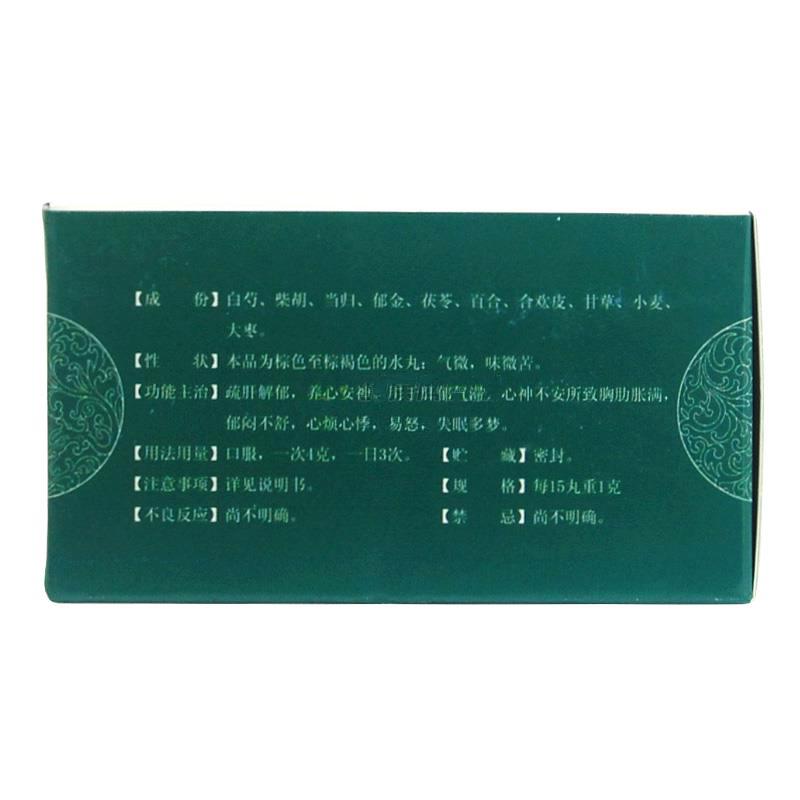 【成　　份】白芍、柴胡、当归、郁金、茯苓、百合、合欢皮、甘草、小麦、
大枣。
【性　　状】本品为棕色至棕褐色的水丸；气微，味微苦。
【功能主治】疏肝解郁，养心安神。用于肝郁气滞、心神不安所致胸肋胀满，
郁闷不舒，心烦心悸，易怒，失眠多梦。
【用法用量】口服，一次4克，一日3次。　【贮　　藏】密封。
【注意事项】详见说明书。　【规　　格】每15丸重1克
【不良反应】尚不明确。　【禁　　忌】尚不明确。